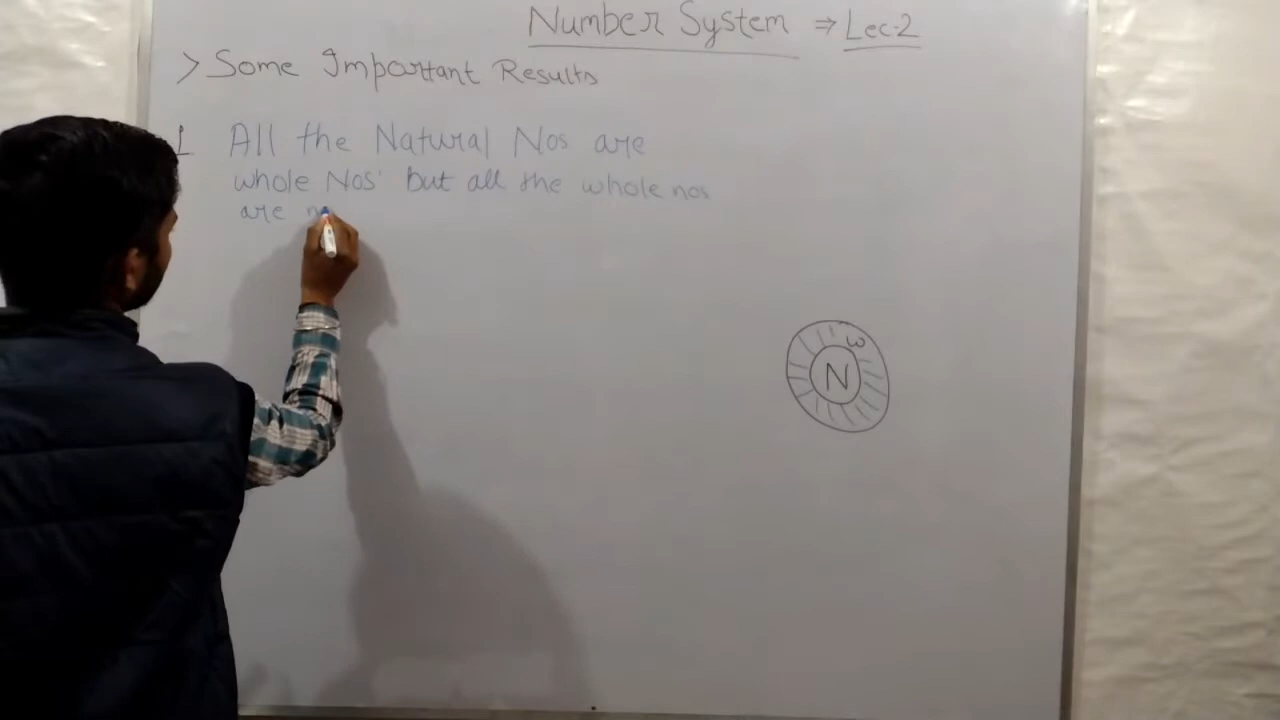 Number System ⇒ Lec-2
> Some Important Results
1 All the Natural Nos are
whole Nos' but all the whole nos
are
W
N